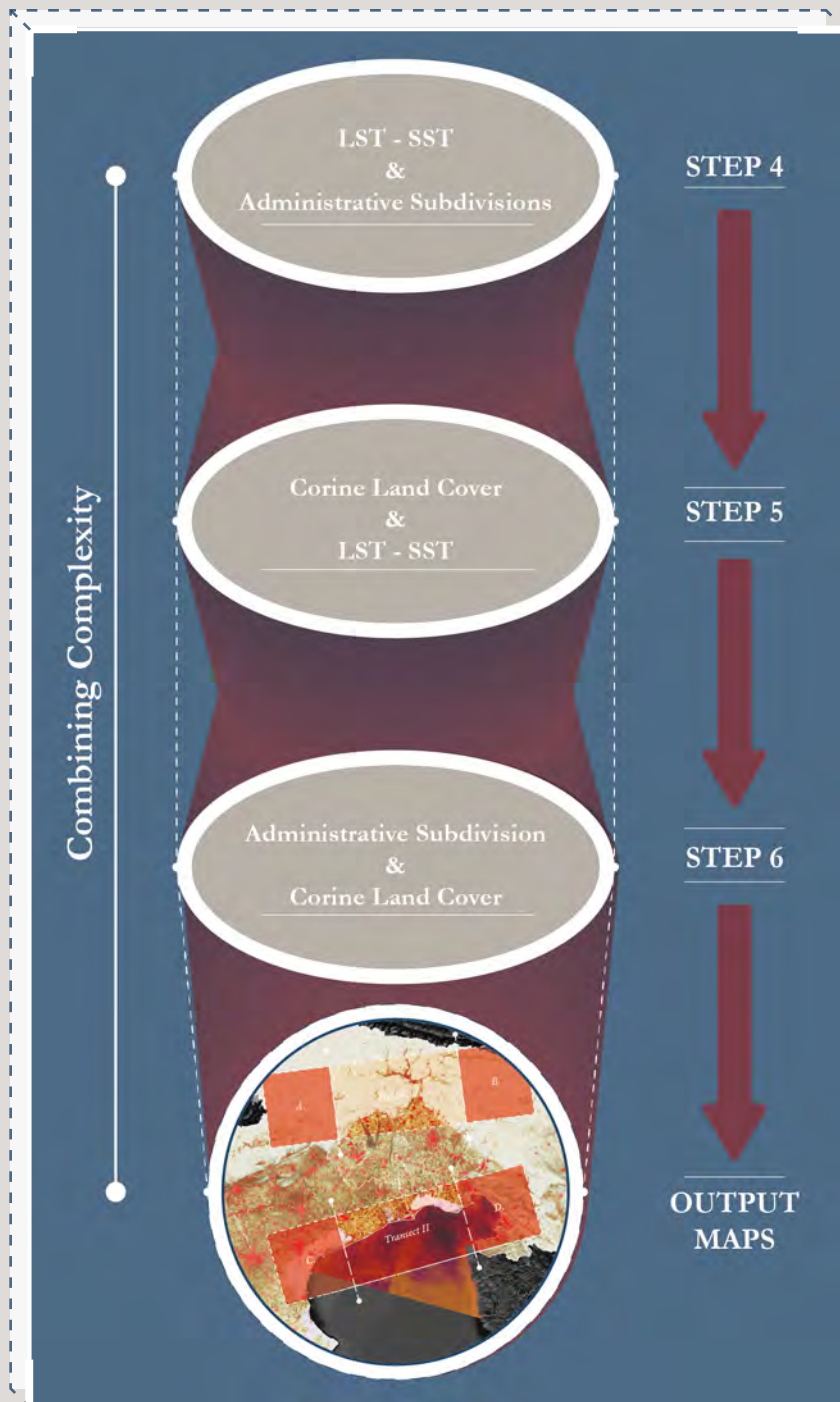 LST - SST
&
Administrative Subdivisions
STEP 4
Corine Land Cover
&
LST - SST
STEP 5
Combining Complexity
Administrative Subdivision
&
Corine Land Cover
STEP 6
A
B
D
C
Transect II
OUTPUT
MAPS